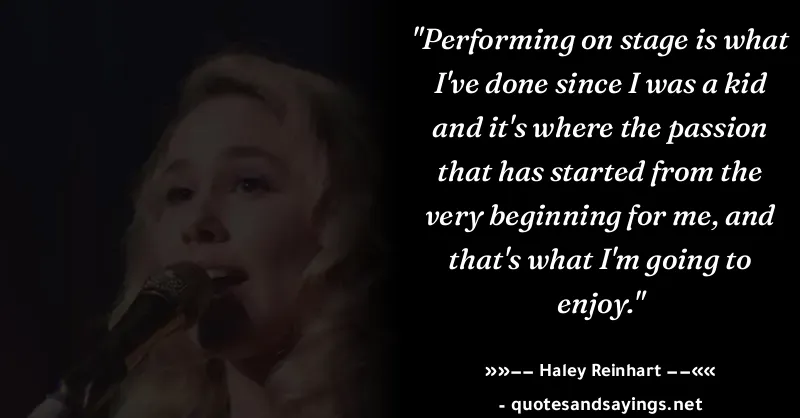 "Performing on stage is what
I've done since I was a kid
and it's where the passion
that has started from the
very beginning for me, and
that's what I'm going to
enjoy."
»»–– Haley Reinhart ––««
- quotesandsayings.net